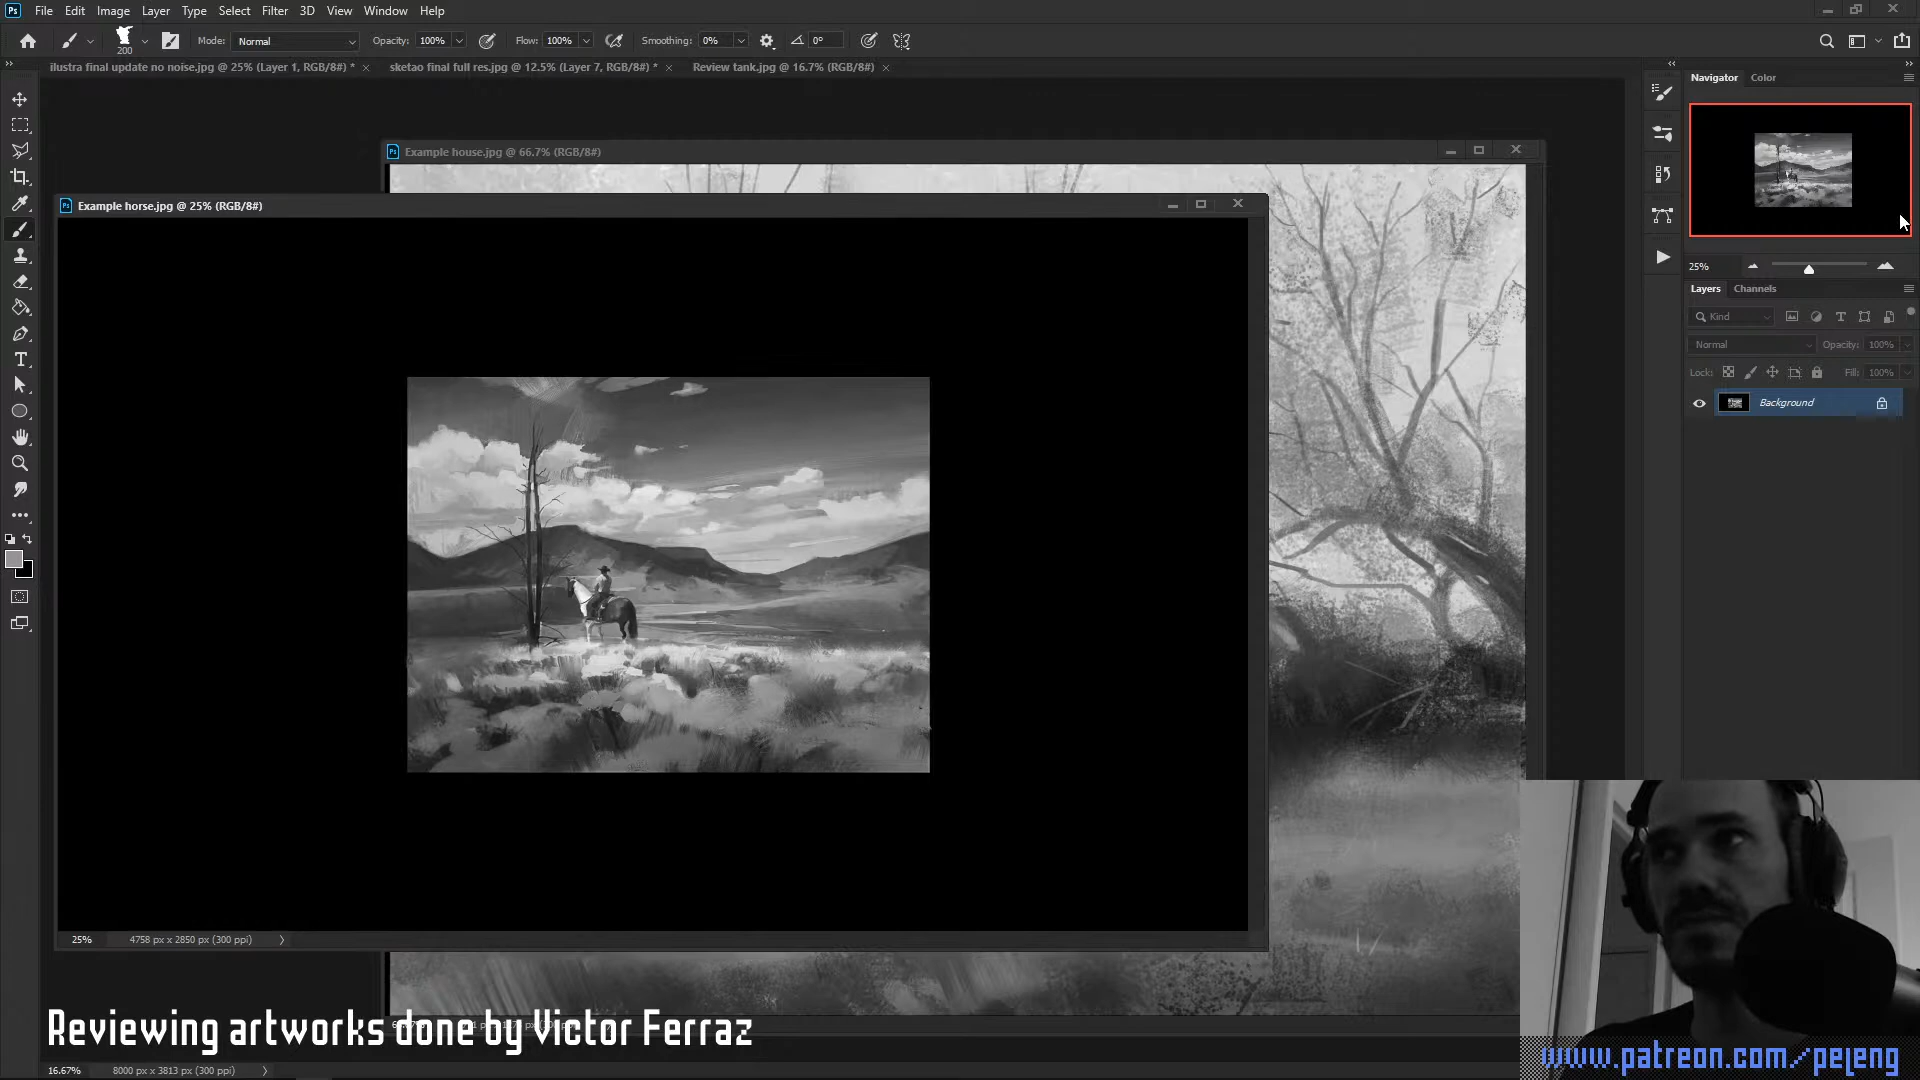 Ps File Edit Image Layer Type Select Filter 3D View Window Help
200 Mode: Normal Opacity: 100% Flow: 100% Smoothing: 0% 0°
ilustra final update no noise.jpg @ 25% (Layer 1, RGB/8#) * × sketao final full res.jpg @ 12.5% (Layer 7, RGB/8#) * × Review tank.jpg @ 16.7% (RGB/8#) ×
Navigator Color
Ps Example house.jpg @ 66.7% (RGB/8#)
Ps Example horse.jpg @ 25% (RGB/8#)
25%
Layers Channels
Kind
Normal Opacity: 100%
Lock: Fill: 100%
Background
25% 4758 px x 2850 px (300 ppi)
Reviewing artworks done by Victor Ferraz
www.patreon.com/peleng
16.67% 8000 px x 3813 px (300 ppi)